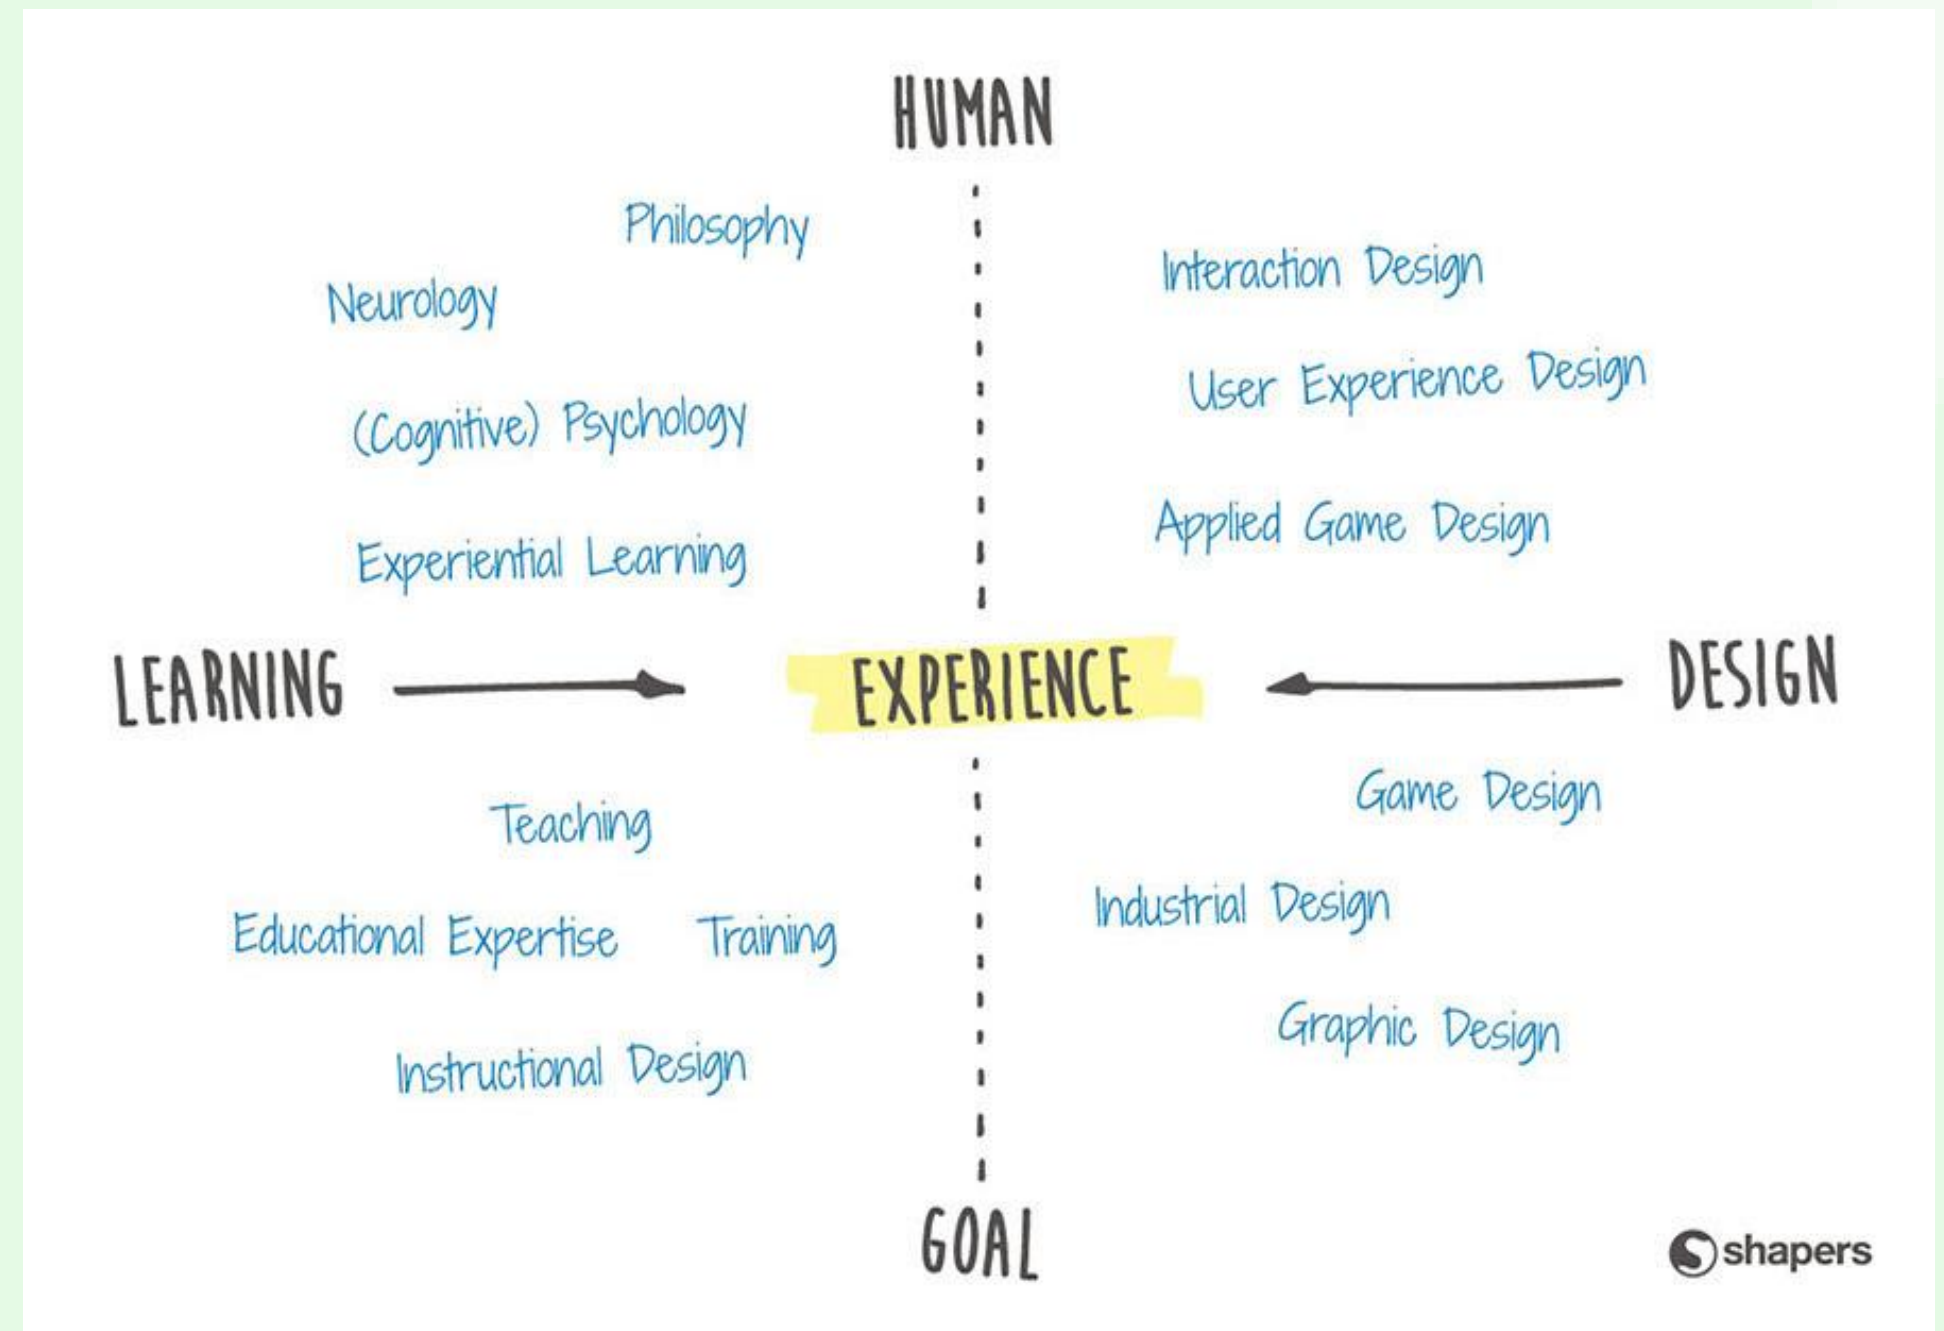 HUMAN
Philosophy
Interaction Design
Neurology
User Experience Design
(Cognitive) Psychology
Applied Game Design
Experiential Learning
LEARNING
EXPERIENCE
DESIGN
Game Design
Teaching
Industrial Design
Educational Expertise
Training
Graphic Design
Instructional Design
GOAL
shapers